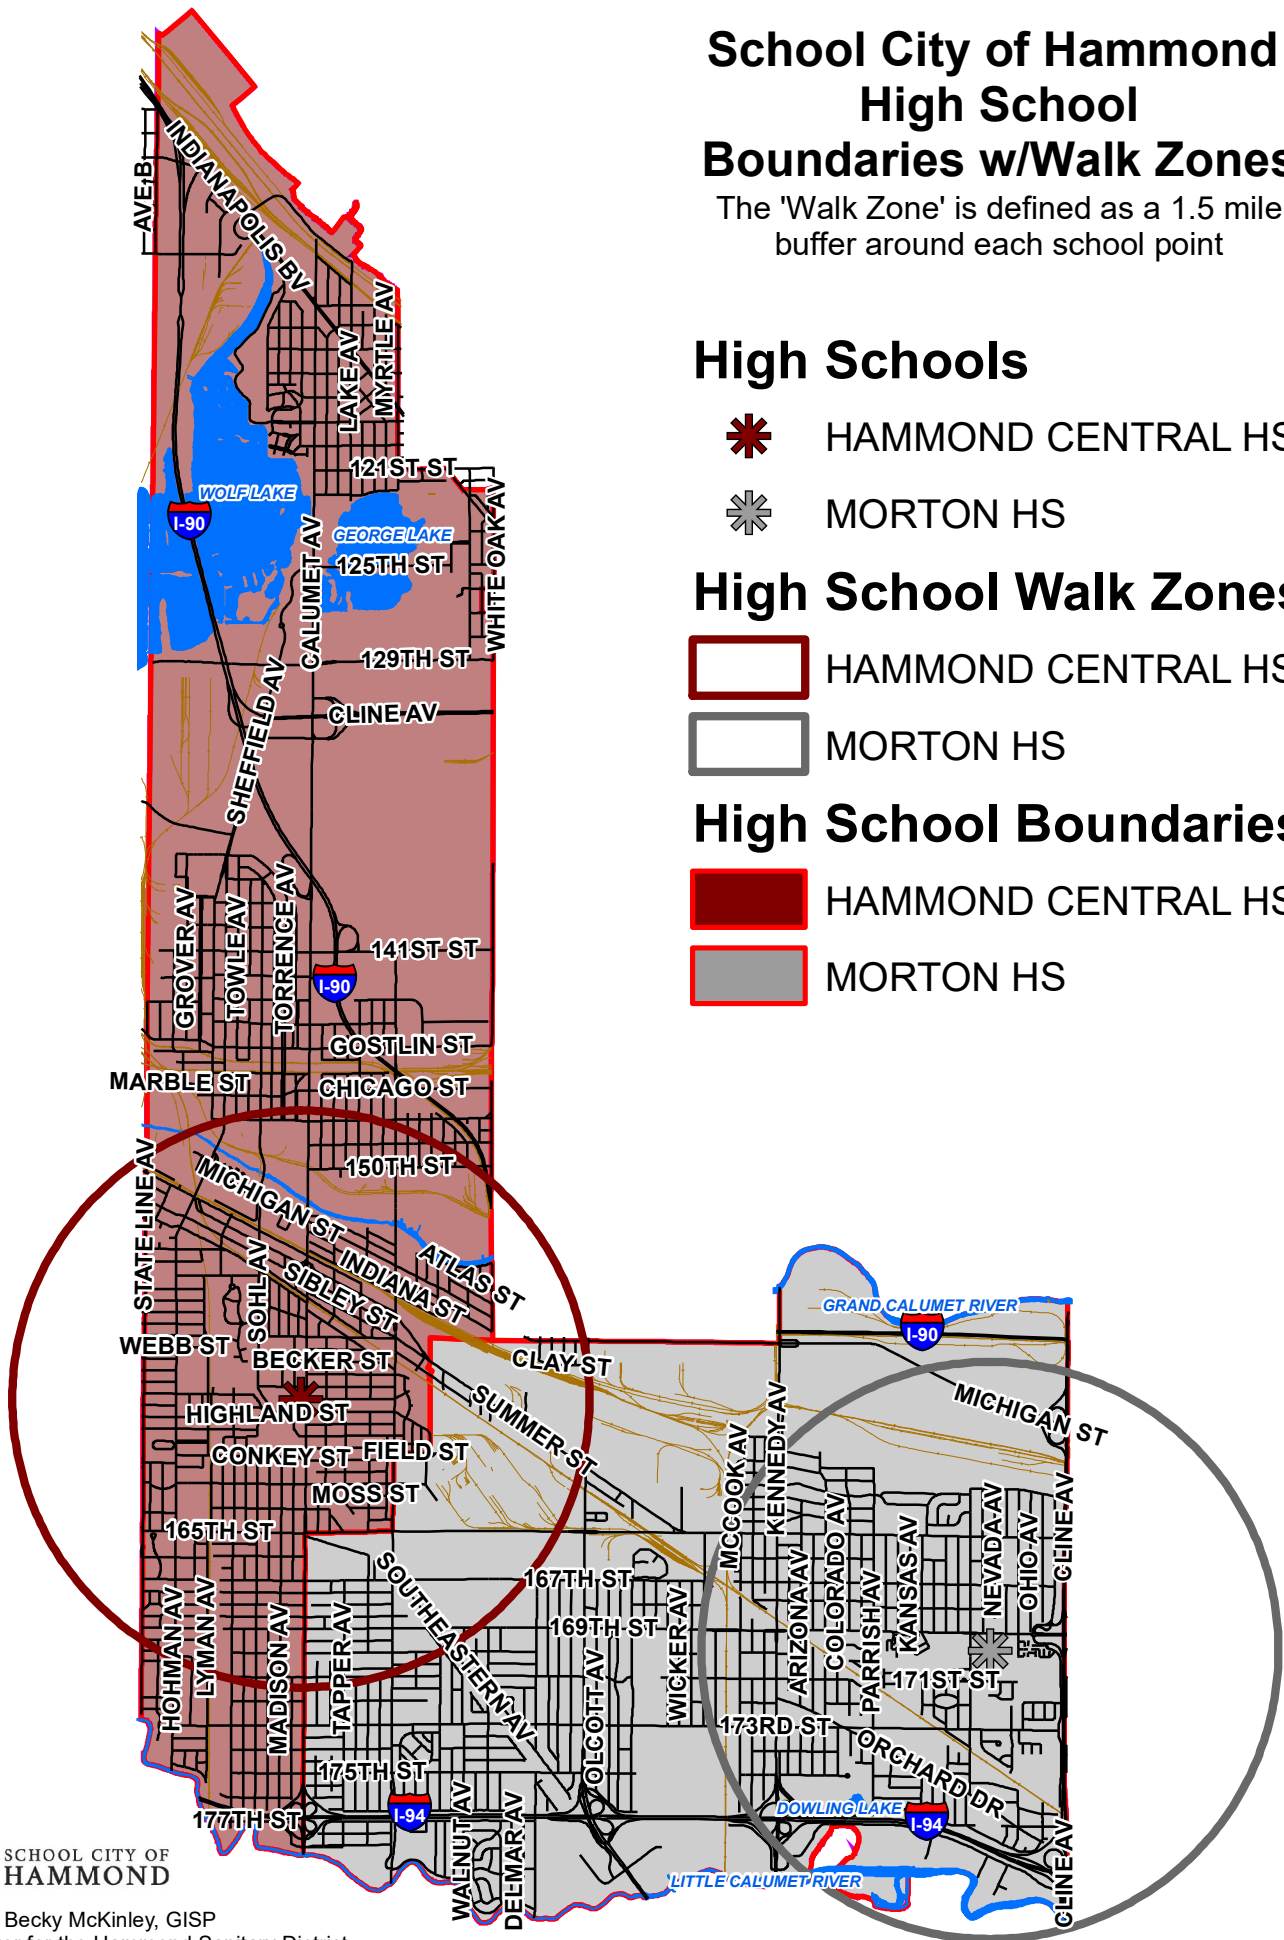 School City of Hammond
High School
Boundaries w/Walk Zones
The 'Walk Zone' is defined as a 1.5 mile
buffer around each school point
High Schools
HAMMOND CENTRAL HS
MORTON HS
High School Walk Zones
HAMMOND CENTRAL HS
MORTON HS
High School Boundaries
HAMMOND CENTRAL HS
MORTON HS
AVE B
INDIANAPOLIS BV
LAKE AV
MYRTLE AV
121ST ST
WOLF LAKE
I-90
GEORGE LAKE
125TH ST
CALUMET AV
WHITE OAK AV
129TH ST
SHEFFIELD AV
CLINE AV
GROVER AV
TOWLE AV
TORRENCE AV
141ST ST
I-90
GOSTLIN ST
MARBLE ST
CHICAGO ST
150TH ST
STATE LINE AV
MICHIGAN ST
SOHL AV
SIBLEY ST
INDIANA ST
ATLAS ST
GRAND CALUMET RIVER
I-90
WEBB ST
BECKER ST
CLAY ST
HIGHLAND ST
SUMMER ST
KENNEDY AV
MICHIGAN ST
CONKEY ST
FIELD ST
MCCOOK AV
MOSS ST
165TH ST
COLORADO AV
KANSAS AV
NEVADA AV
OHIO AV
CLINE AV
SOUTHEASTERN AV
167TH ST
ARIZONA AV
PARRISH AV
HOHMAN AV
LYMAN AV
MADISON AV
TAPPER AV
169TH ST
WICKER AV
171ST ST
OLCOTT AV
173RD ST
ORCHARD DR
175TH ST
I-94
177TH ST
WALNUT AV
DELMAR AV
DOWLING LAKE
I-94
LITTLE CALUMET RIVER
CLINE AV
SCHOOL CITY OF
HAMMOND
Becky McKinley, GISP
for the Hammond Sanitary District